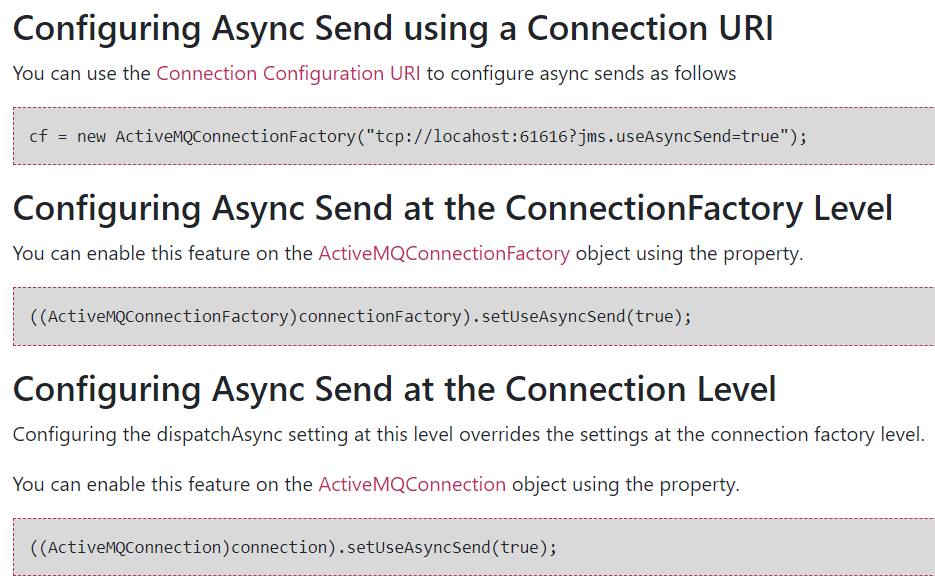 Configuring Async Send using a Connection URI
You can use the Connection Configuration URI to configure async sends as follows
cf = new ActiveMQConnectionFactory("tcp://locahost:61616?jms.useAsyncSend=true");
Configuring Async Send at the ConnectionFactory Level
You can enable this feature on the ActiveMQConnectionFactory object using the property.
((ActiveMQConnectionFactory)connectionFactory).setUseAsyncSend(true);
Configuring Async Send at the Connection Level
Configuring the dispatchAsync setting at this level overrides the settings at the connection factory level.
You can enable this feature on the ActiveMQConnection object using the property.
((ActiveMQConnection)connection).setUseAsyncSend(true);